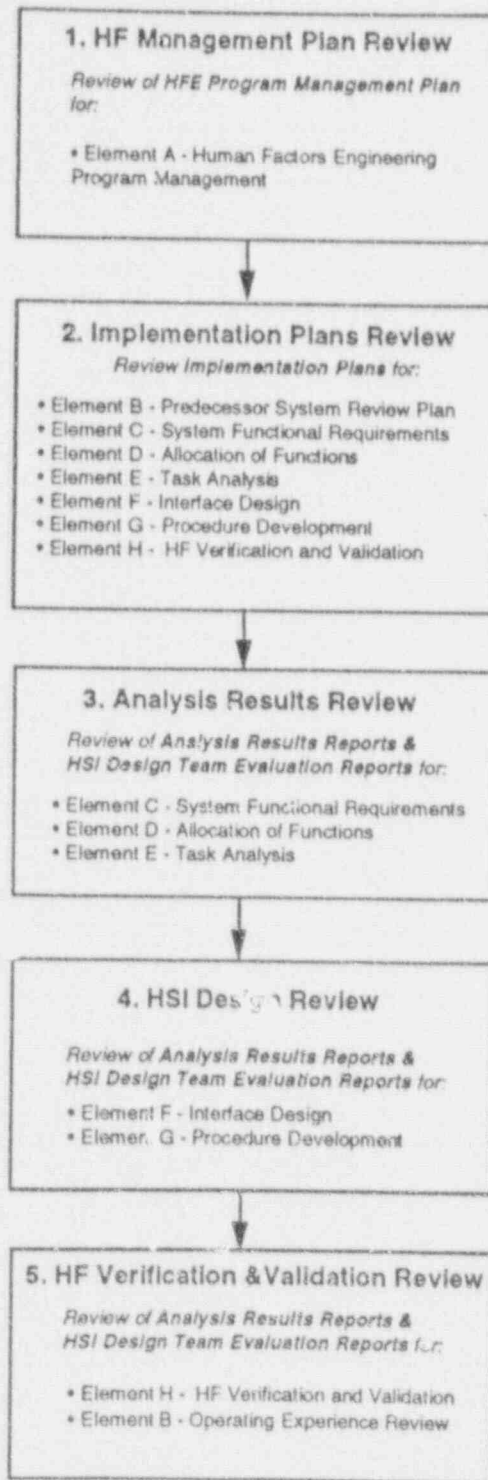 1. HF Management Plan Review
Review of HFE Program Management Plan
for:
• Element A - Human Factors Engineering
Program Management
2. Implementation Plans Review
Review Implementation Plans for:
• Element B - Predecessor System Review Plan
• Element C - System Functional Requirements
• Element D - Allocation of Functions
• Element E - Task Analysis
• Element F - Interface Design
• Element G - Procedure Development
• Element H - HF Verification and Validation
3. Analysis Results Review
Review of Analysis Results Reports &
HSI Design Team Evaluation Reports for:
• Element C - System Functional Requirements
• Element D - Allocation of Functions
• Element E - Task Analysis
4. HSI Design Review
Review of Analysis Results Reports &
HSI Design Team Evaluation Reports for:
• Element F - Interface Design
• Elemen. G - Procedure Development
5. HF Verification &Validation Review
Review of Analysis Results Reports &
HSI Design Team Evaluation Reports for:
• Element H - HF Verification and Validation
• Element B - Operating Experience Review